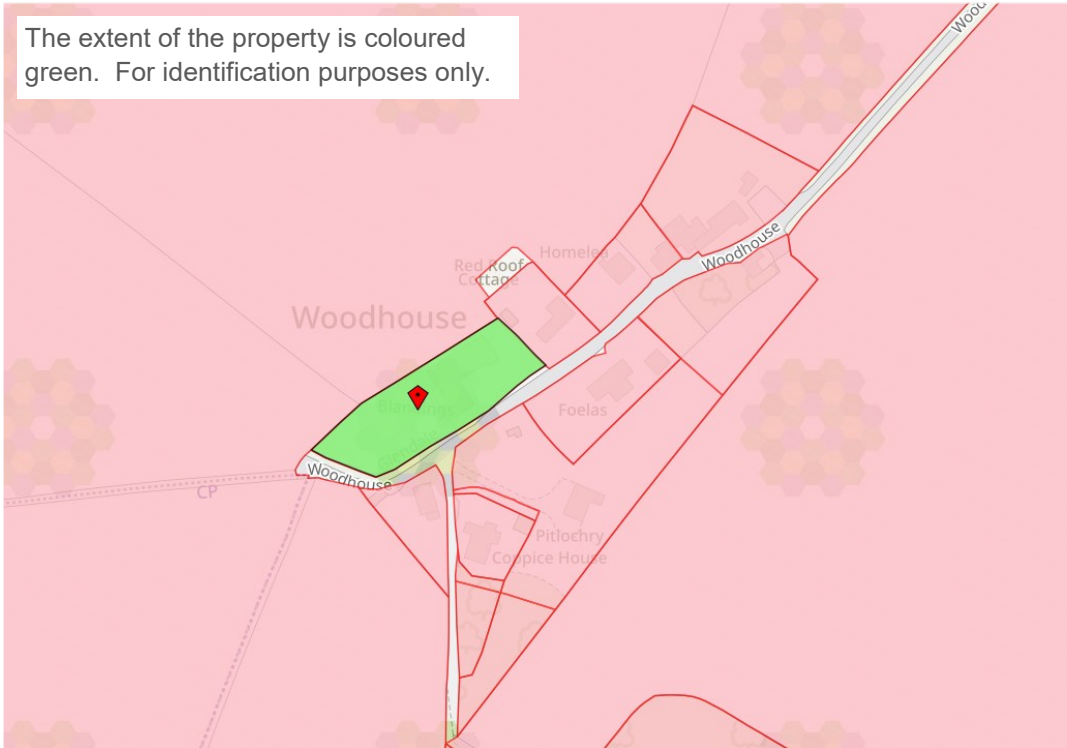 The extent of the property is coloured
green. For identification purposes only.
Wood
Woodhouse
Homelea
Red Roof
Cottage
Woodhouse
Foelas
Woodhouse
CP
Pitlochry
Coppice House